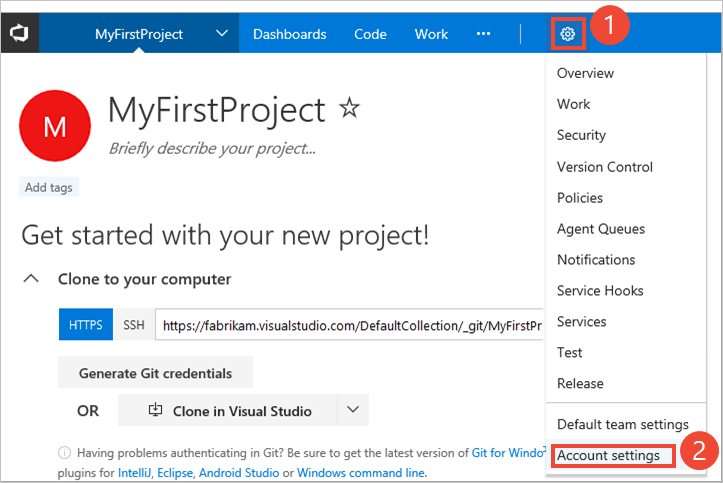 MyFirstProject Dashboards Code Work ••• 1
MyFirstProject
M
Briefly describe your project...
Add tags
Get started with your new project!
Clone to your computer
HTTPS SSH https://fabrikam.visualstudio.com/DefaultCollection/_git/MyFirstPr
Generate Git credentials
OR Clone in Visual Studio
Having problems authenticating in Git? Be sure to get the latest version of Git for Windo
plugins for IntelliJ, Eclipse, Android Studio or Windows command line.
Overview
Work
Security
Version Control
Policies
Agent Queues
Notifications
Service Hooks
Services
Test
Release
Default team settings
Account settings 2